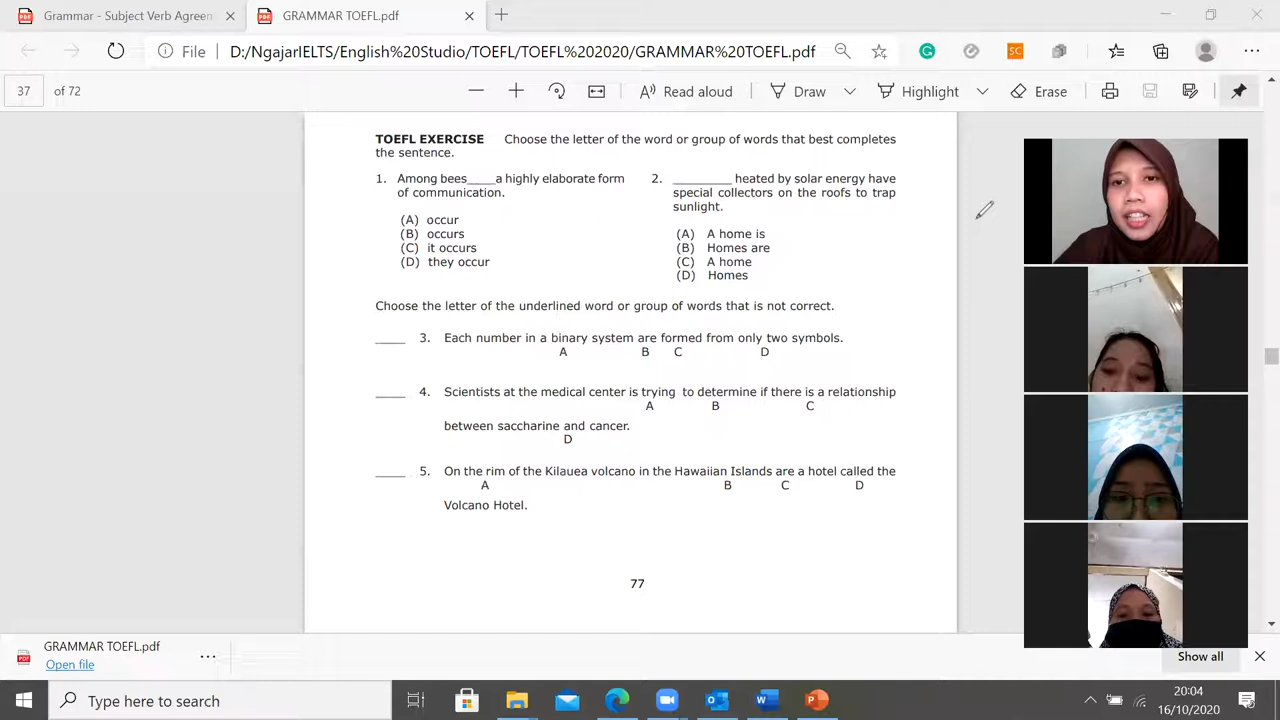 Grammar - Subject Verb Agreem
GRAMMAR TOEFL.pdf
File
D:/NgajarIELTS/English%20Studio/TOEFL/TOEFL%202020/GRAMMAR%20TOEFL.pdf
SC
37 of 72
Read aloud
Draw
Highlight
Erase
TOEFL EXERCISE Choose the letter of the word or group of words that best completes
the sentence.
1. Among bees____a highly elaborate form
of communication.
(A) occur
(B) occurs
(C) it occurs
(D) they occur
2. _________ heated by solar energy have
special collectors on the roofs to trap
sunlight.
(A) A home is
(B) Homes are
(C) A home
(D) Homes
Choose the letter of the underlined word or group of words that is not correct.
____ 3. Each number in a binary system are formed from only two symbols.
A B C D
____ 4. Scientists at the medical center is trying to determine if there is a relationship
A B C
between saccharine and cancer.
D
____ 5. On the rim of the Kilauea volcano in the Hawaiian Islands are a hotel called the
A B C D
Volcano Hotel.
77
GRAMMAR TOEFL.pdf
Open file
Show all
Type here to search
20:04
16/10/2020